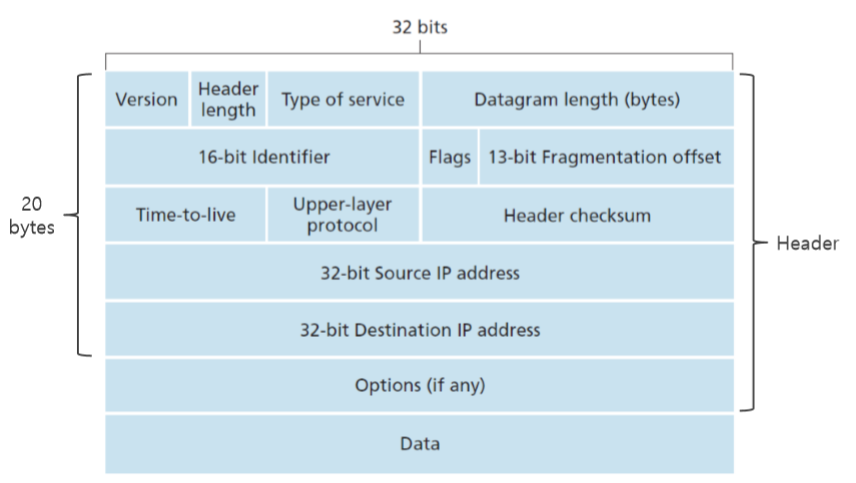 32 bits
Version
Header
length
Type of service
Datagram length (bytes)
16-bit Identifier
Flags
13-bit Fragmentation offset
20
bytes
Time-to-live
Upper-layer
protocol
Header checksum
Header
32-bit Source IP address
32-bit Destination IP address
Options (if any)
Data